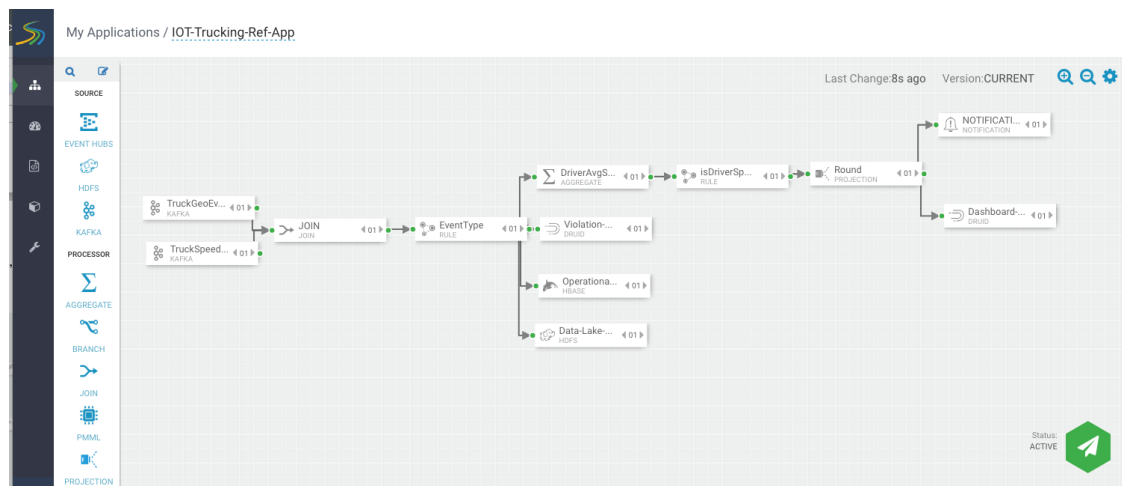 My Applications / IOT-Trucking-Ref-App
Last Change:8s ago Version:CURRENT
SOURCE
EVENT HUBS
HDFS
KAFKA
PROCESSOR
AGGREGATE
BRANCH
JOIN
PMML
PROJECTION
TruckGeoEv... 01
KAFKA
TruckSpeed... 01
KAFKA
JOIN 01
JOIN
EventType 01
RULE
DriverAvgS... 01
AGGREGATE
Violation-... 01
DRUID
Operationa... 01
HBASE
Data-Lake-... 01
HDFS
isDriverSp... 01
RULE
Round 01
PROJECTION
NOTIFICATI... 01
NOTIFICATION
Dashboard-... 01
DRUID
Status:
ACTIVE